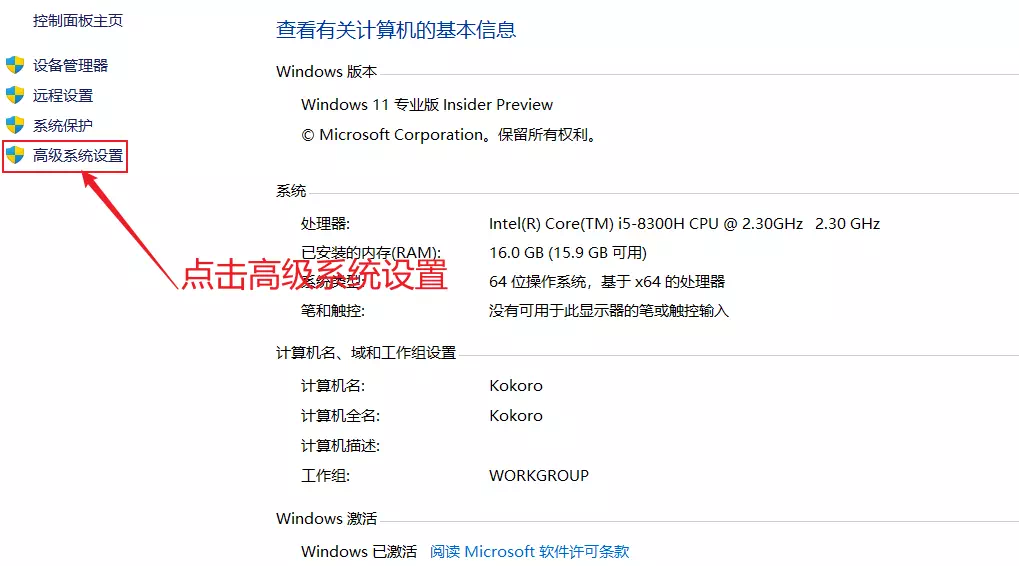 控制面板主页
设备管理器
远程设置
系统保护
高级系统设置
点击高级系统设置
查看有关计算机的基本信息
Windows 版本
Windows 11 专业版 Insider Preview
© Microsoft Corporation。保留所有权利。
系统
处理器: Intel(R) Core(TM) i5-8300H CPU @ 2.30GHz 2.30 GHz
已安装的内存(RAM): 16.0 GB (15.9 GB 可用)
系统类型: 64 位操作系统，基于 x64 的处理器
笔和触控: 没有可用于此显示器的笔或触控输入
计算机名、域和工作组设置
计算机名: Kokoro
计算机全名: Kokoro
计算机描述:
工作组: WORKGROUP
Windows 激活
Windows 已激活 阅读 Microsoft 软件许可条款